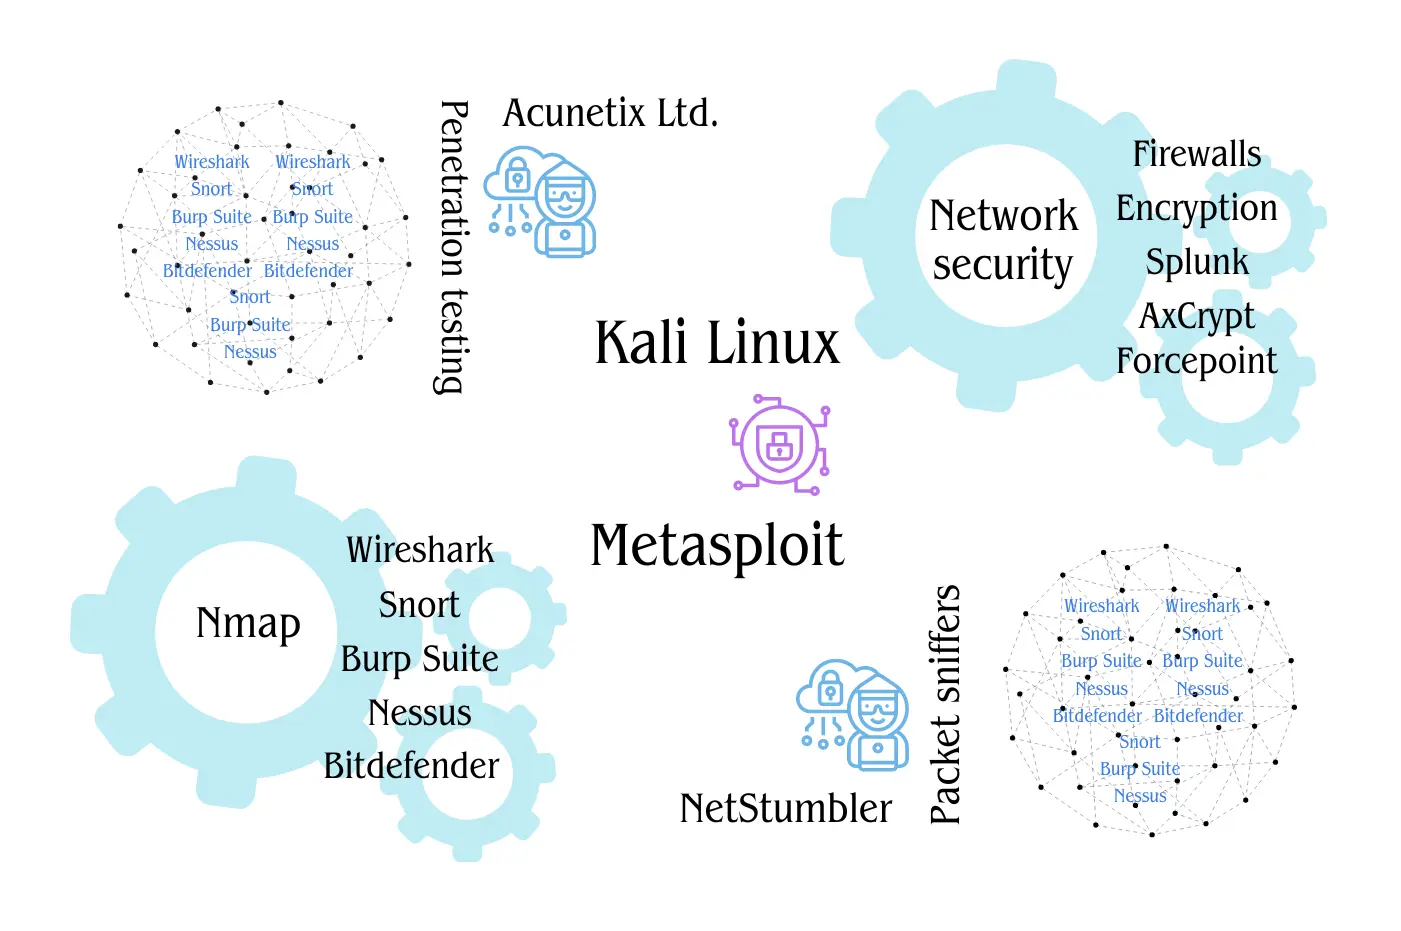 Penetration testing
Acunetix Ltd.
Wireshark Wireshark
Snort Snort
Burp Suite Burp Suite
Nessus Nessus
Bitdefender Bitdefender
Snort
Burp Suite
Nessus
Network
security
Firewalls
Encryption
Splunk
AxCrypt
Forcepoint
Kali Linux
Metasploit
Nmap
Wireshark
Snort
Burp Suite
Nessus
Bitdefender
NetStumbler
Packet sniffers
Wireshark Wireshark
Snort Snort
Burp Suite Burp Suite
Nessus Nessus
Bitdefender Bitdefender
Snort
Burp Suite
Nessus